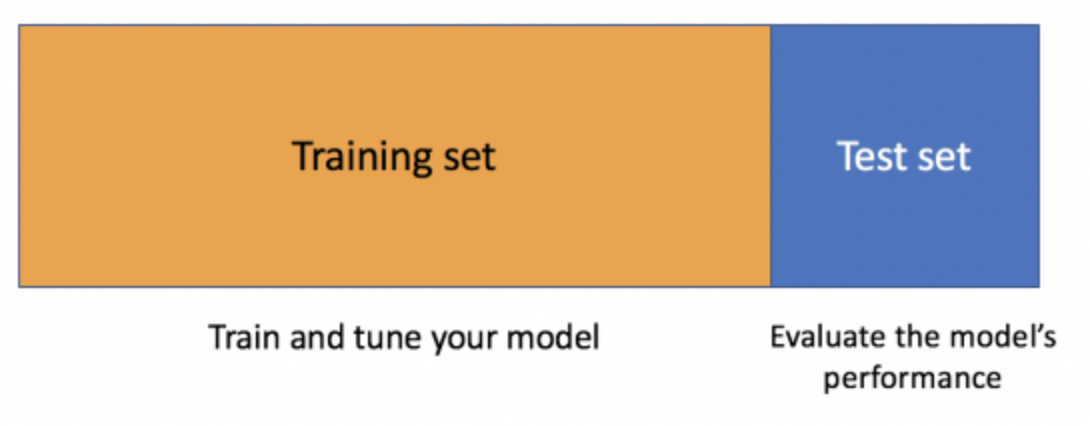 Training set
Test set
Train and tune your model
Evaluate the model's
performance